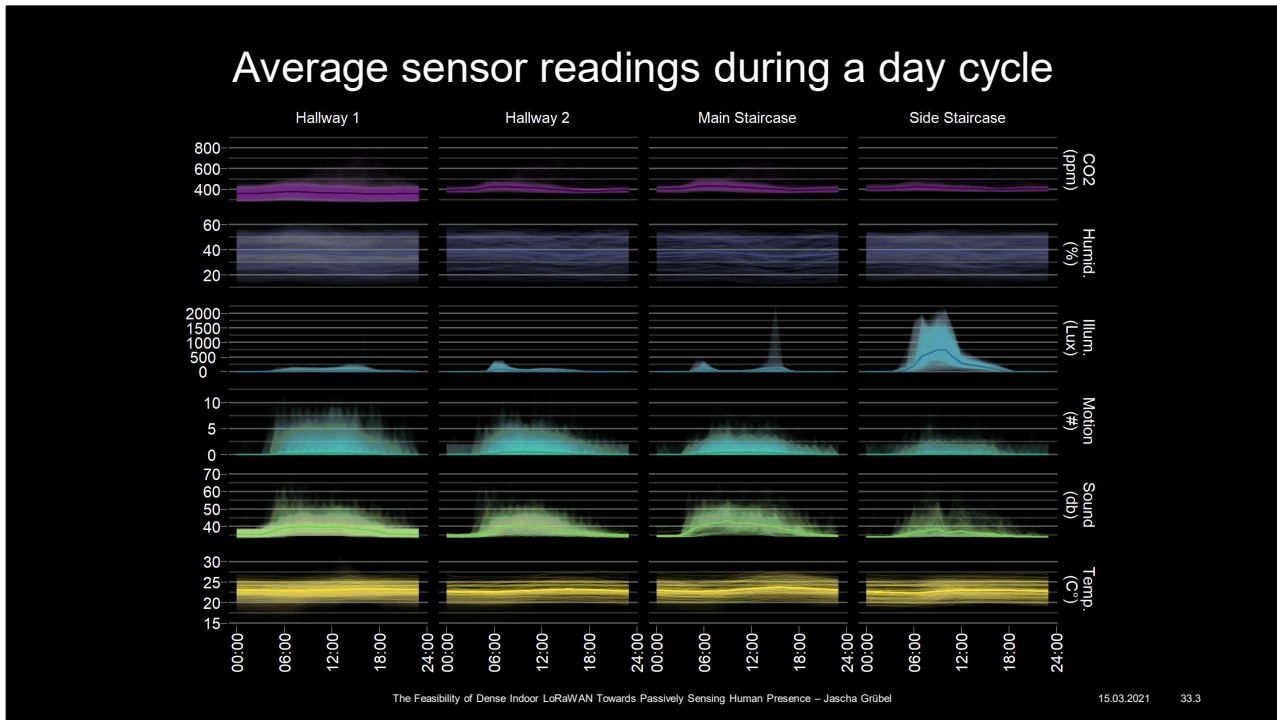 Average sensor readings during a day cycle
Hallway 1
Hallway 2
Main Staircase
Side Staircase
800
600
400
CO2
(ppm)
60
40
20
Humid.
(%)
2000
1500
1000
500
0
Illum.
(Lux)
10
5
0
Motion
(#)
70
60
50
40
Sound
(db)
30
25
20
15
Temp.
(C°)
00:00 06:00 12:00 18:00 24:00
00:00 06:00 12:00 18:00 24:00
00:00 06:00 12:00 18:00 24:00
00:00 06:00 12:00 18:00 24:00
The Feasibility of Dense Indoor LoRaWAN Towards Passively Sensing Human Presence – Jascha Grübel
15.03.2021
33.3